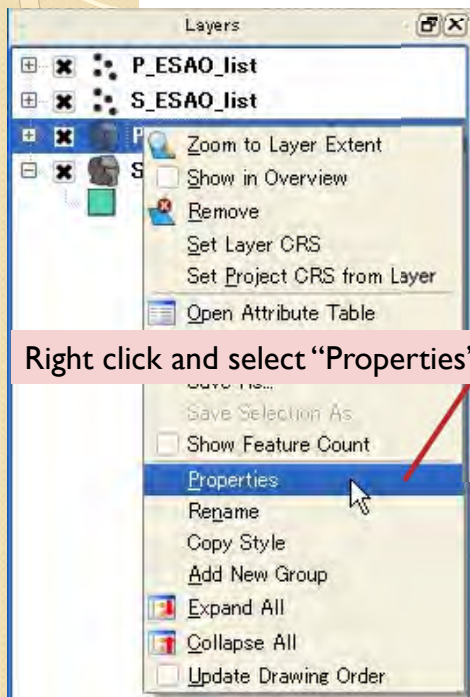 Layers
P_ESAO_list
S_ESAO_list
P
S
Zoom to Layer Extent
Show in Overview
Remove
Set Layer CRS
Set Project CRS from Layer
Open Attribute Table
Right click and select “Properties”
Save As...
Save Selection As
Show Feature Count
Properties
Rename
Copy Style
Add New Group
Expand All
Collapse All
Update Drawing Order